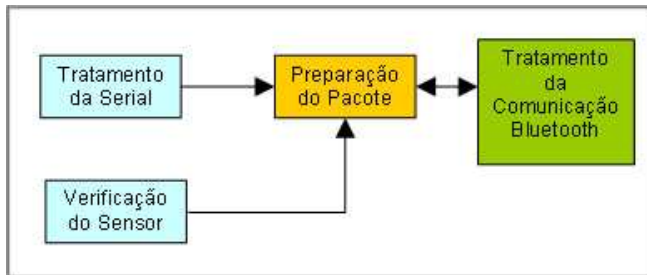 Tratamento
da Serial
Preparação
do Pacote
Tratamento
da
Comunicação
Bluetooth
Verificação
do Sensor